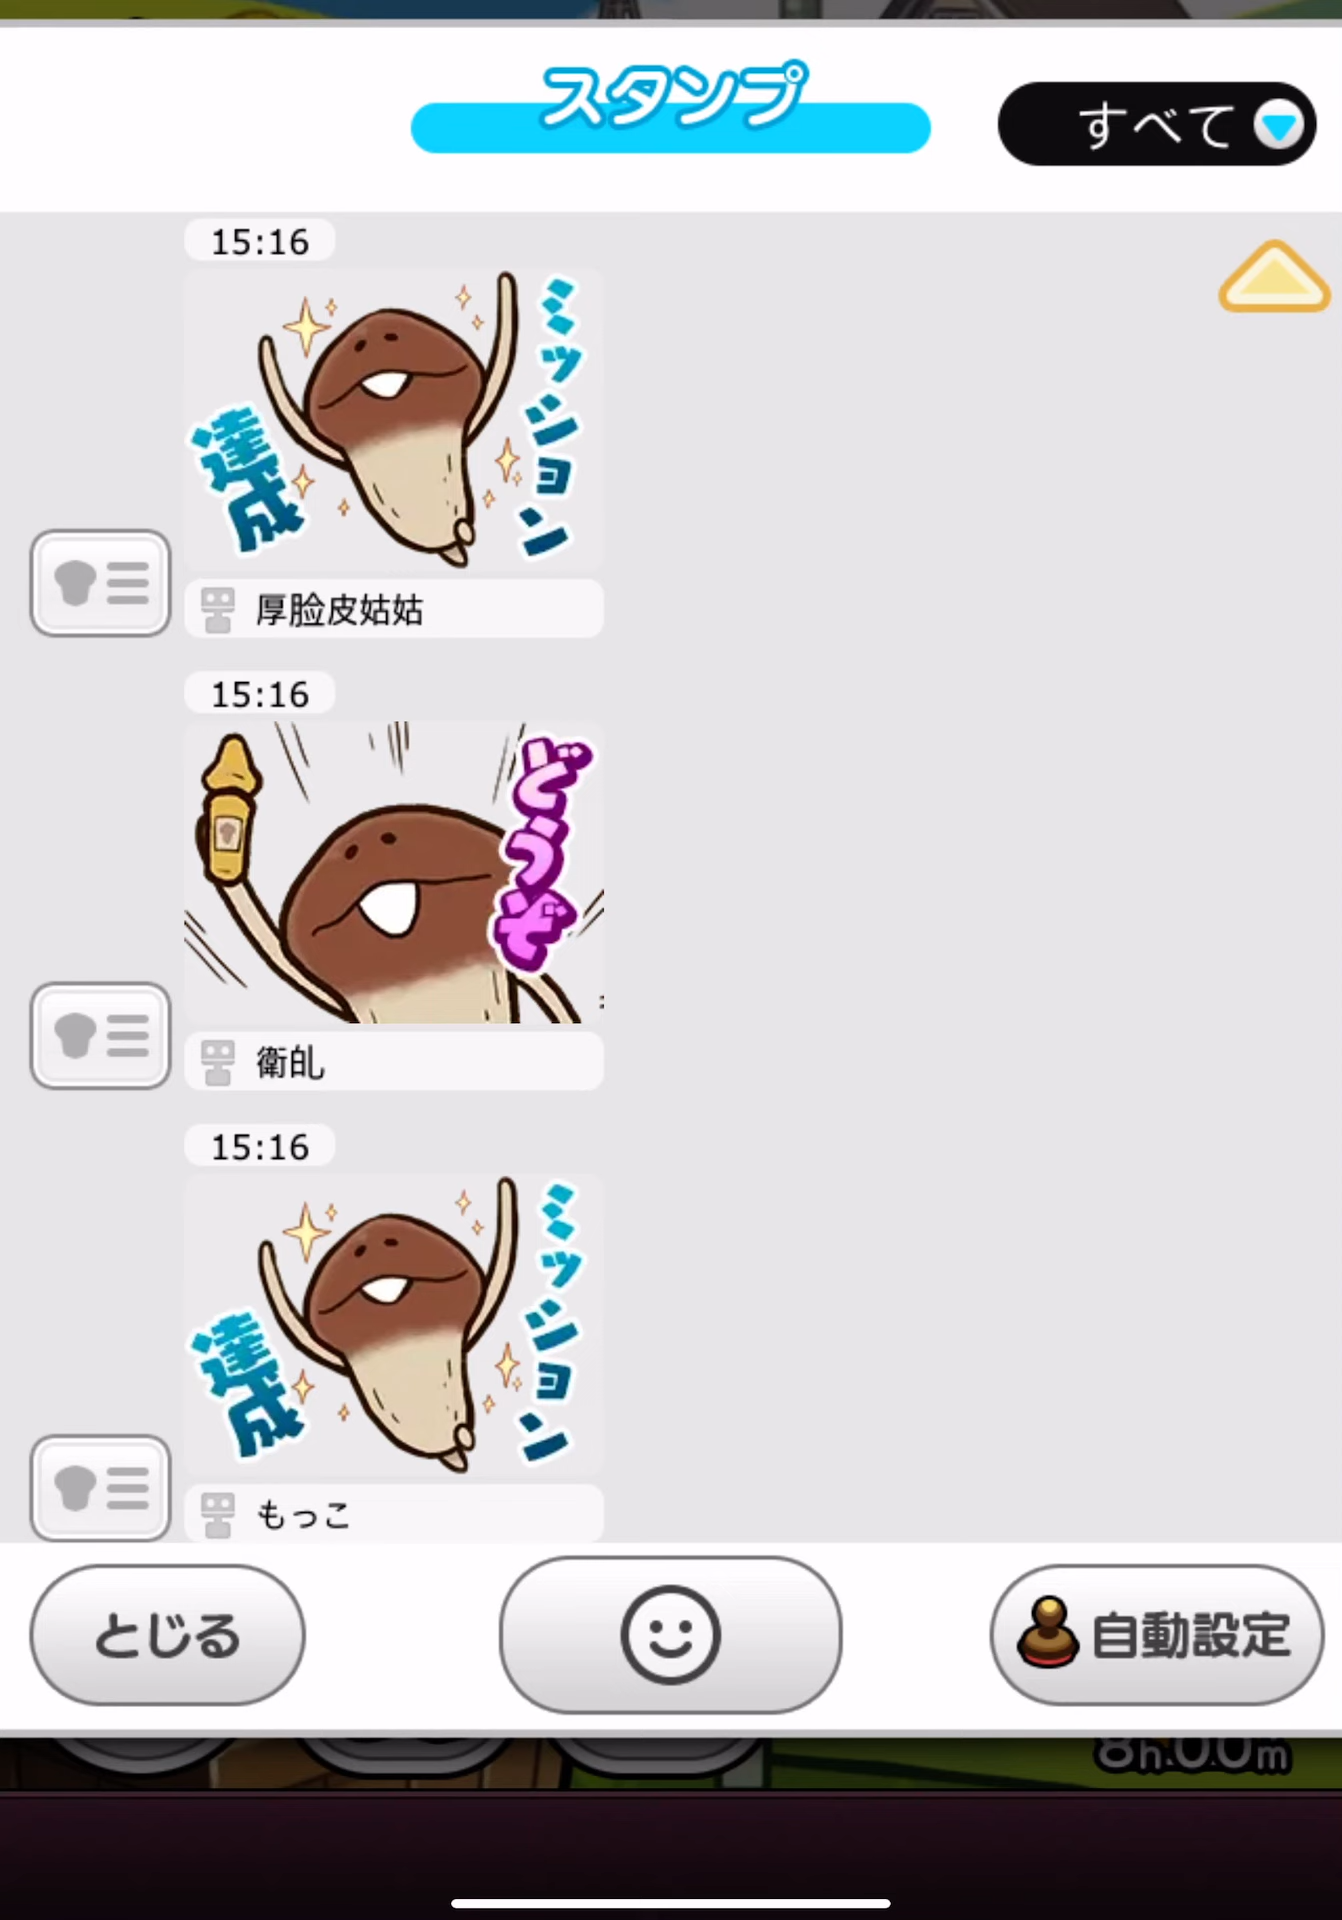 スタンプ
すべて
15:16
ミッション
達成
厚脸皮姑姑
15:16
どうぞ
15:16
ミッション
達成
もっこ
とじる
自動設定
8h00m